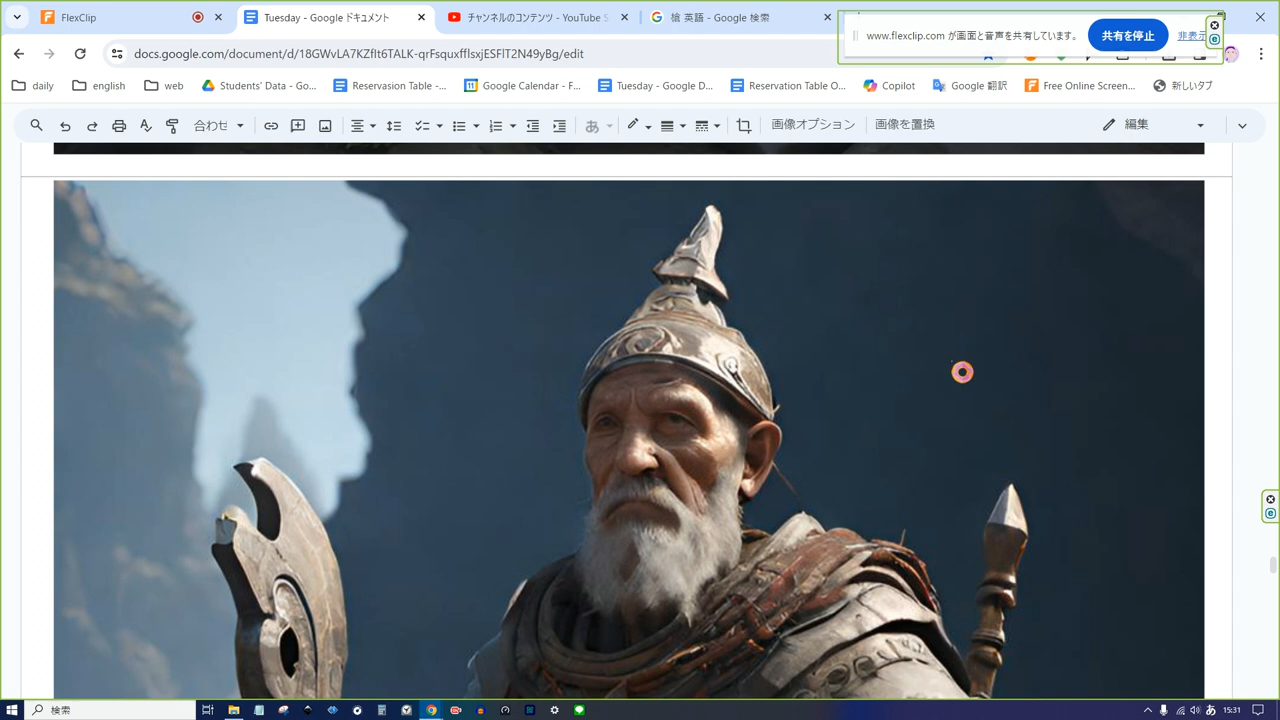 FlexClip
Tuesday - Google ドキュメント
チャンネルのコンテンツ - YouTube S
槍 英語 - Google 検索
www.flexclip.com が画面と音声を共有しています。
共有を停止
非表示
docs.google.com/document/d/
daily
english
web
Students' Data - Go...
Reservasion Table -...
Google Calendar - F...
Tuesday - Google D...
Reservation Table O...
Copilot
Google 翻訳
Free Online Screen...
新しいタブ
合わせ
あ
画像オプション
画像を置換
編集
検索
あ
15:31